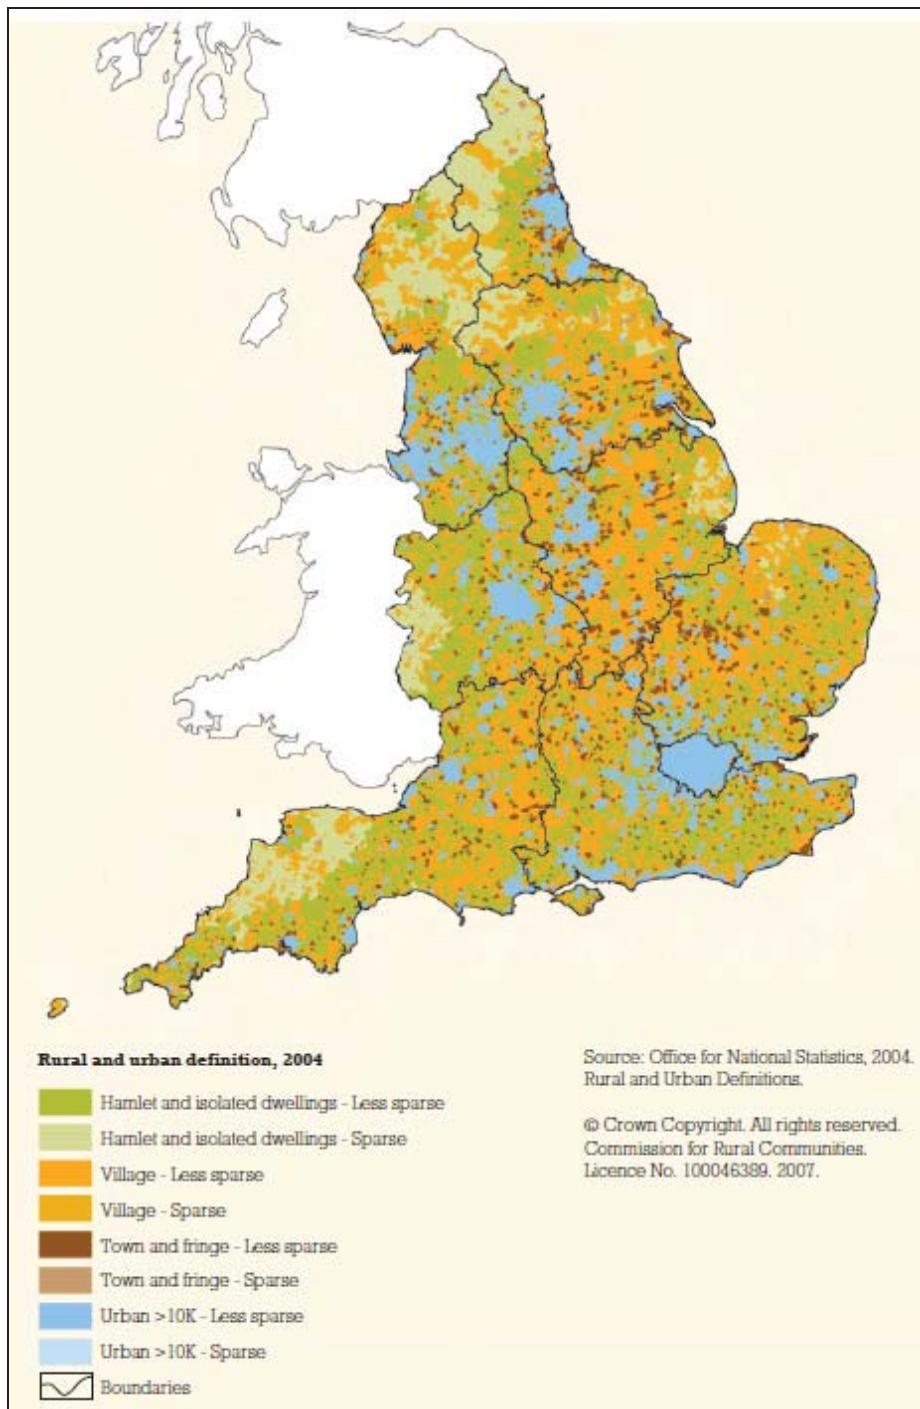 Rural and urban definition, 2004
Hamlet and isolated dwellings - Less sparse
Hamlet and isolated dwellings - Sparse
Village - Less sparse
Village - Sparse
Town and fringe - Less sparse
Town and fringe - Sparse
Urban >10K - Less sparse
Urban >10K - Sparse
Boundaries
Source: Office for National Statistics, 2004.
Rural and Urban Definitions.
© Crown Copyright. All rights reserved.
Commission for Rural Communities.
Licence No. 100046389. 2007.